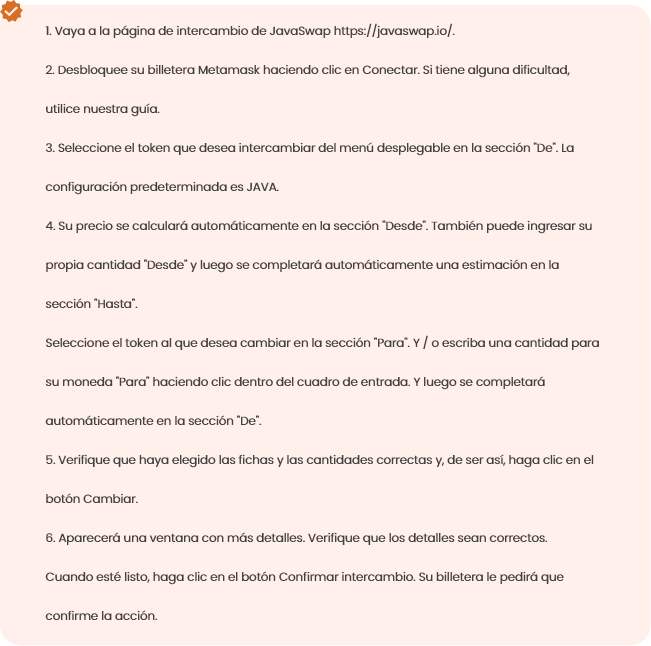 1. Vaya a la página de intercambio de JavaSwap https://javaswap.io/.
2. Desbloquee su billetera Metamask haciendo clic en Conectar. Si tiene alguna dificultad,
utilice nuestra guía.
3. Seleccione el token que desea intercambiar del menú desplegable en la sección "De". La
configuración predeterminada es JAVA.
4. Su precio se calculará automáticamente en la sección "Desde". También puede ingresar su
propia cantidad "Desde" y luego se completará automáticamente una estimación en la
sección "Hasta".
Seleccione el token al que desea cambiar en la sección "Para". Y / o escriba una cantidad para
su moneda "Para" haciendo clic dentro del cuadro de entrada. Y luego se completará
automáticamente en la sección "De".
5. Verifique que haya elegido las fichas y las cantidades correctas y, de ser así, haga clic en el
botón Cambiar.
6. Aparecerá una ventana con más detalles. Verifique que los detalles sean correctos.
Cuando esté listo, haga clic en el botón Confirmar intercambio. Su billetera le pedirá que
confirme la acción.